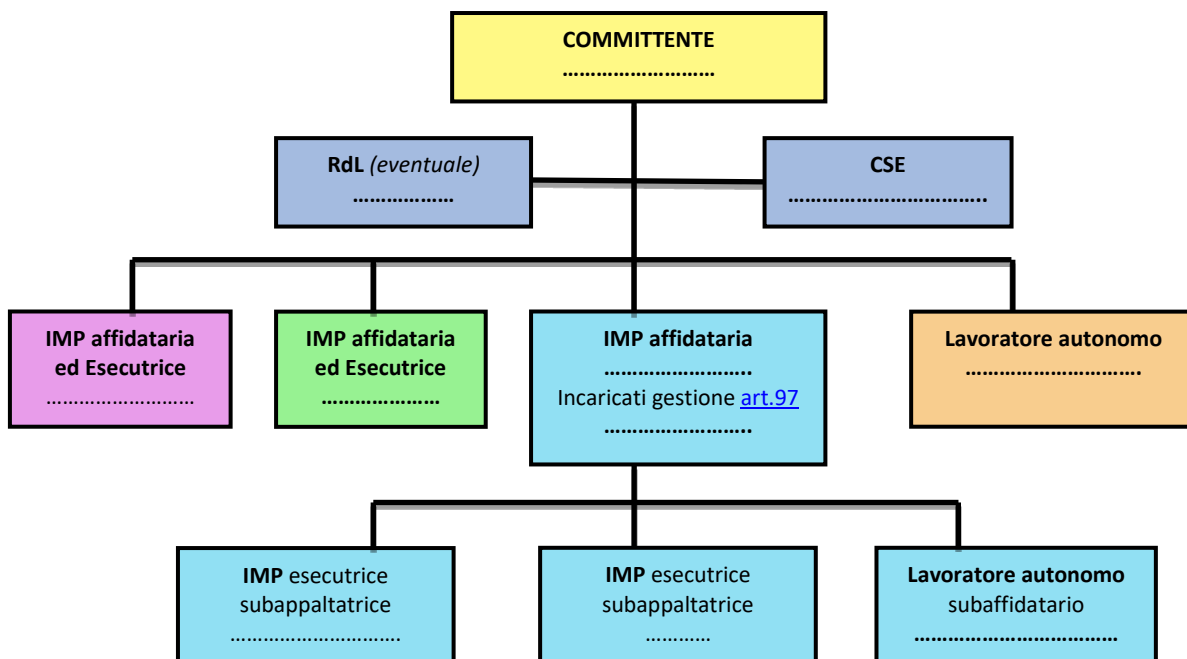 COMMITTENTE
………………………
RdL (eventuale)
………………
CSE
……………………………..
IMP affidataria
ed Esecutrice
………………………
IMP affidataria
ed Esecutrice
…………………
IMP affidataria
……………………..
Incaricati gestione art.97
……………………..
Lavoratore autonomo
………………………….
IMP esecutrice
subappaltatrice
………………………….
IMP esecutrice
subappaltatrice
…………
Lavoratore autonomo
subaffidatario
………………………………